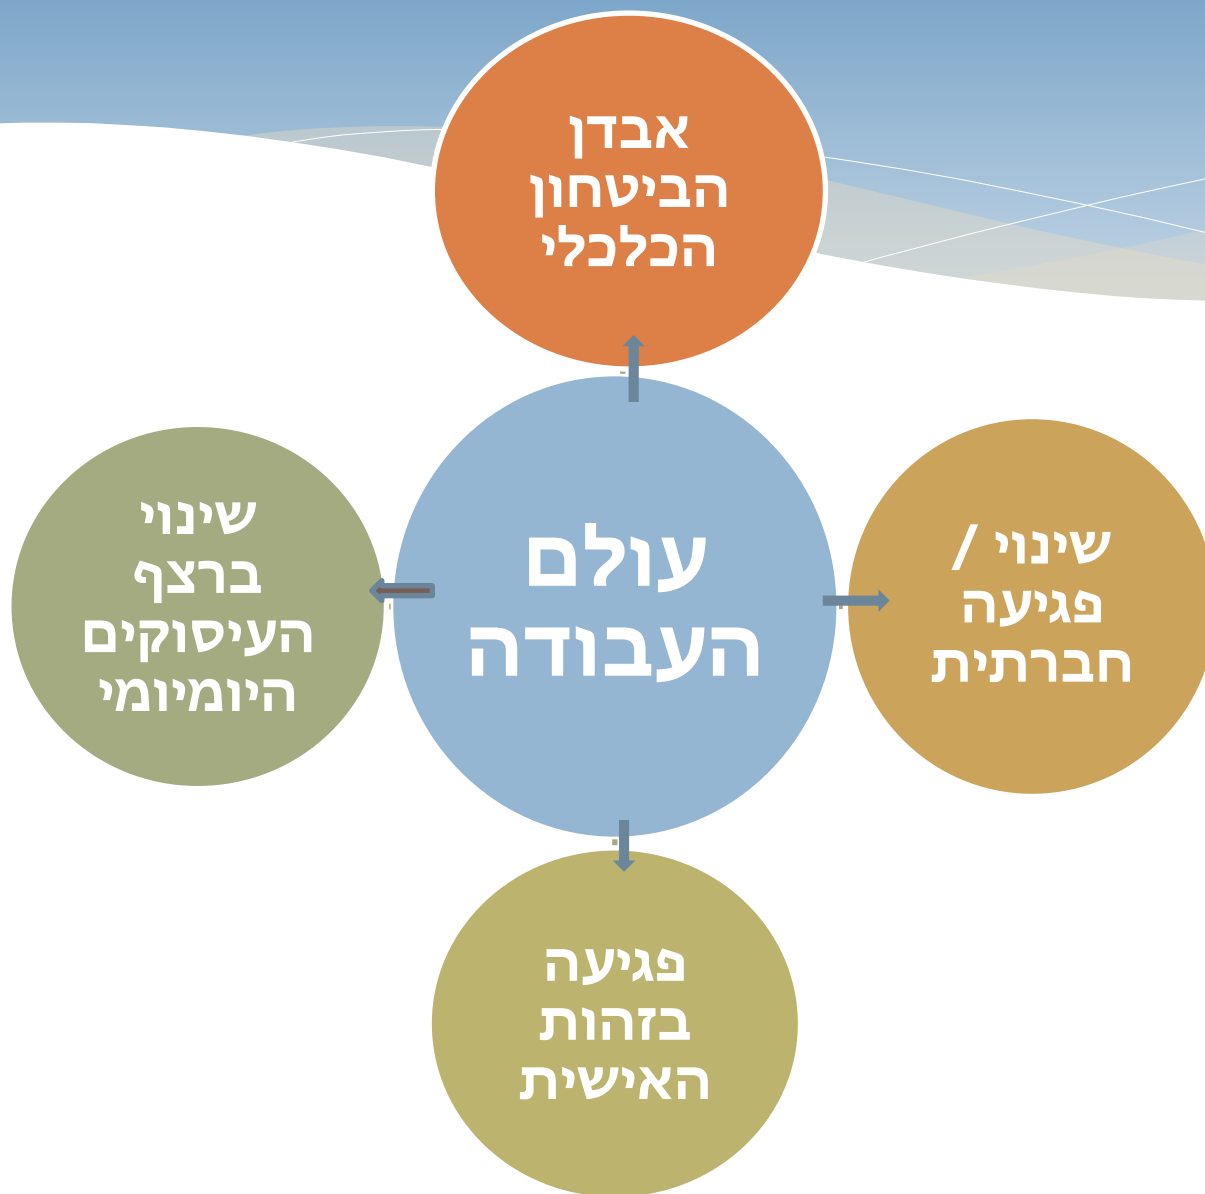 אבדן
הביטחון
הכלכלי
שינוי /
פגיעה
חברתית
עולם
העבודה
שינוי
ברצף
העיסוקים
היומיומי
פגיעה
בזהות
האישית